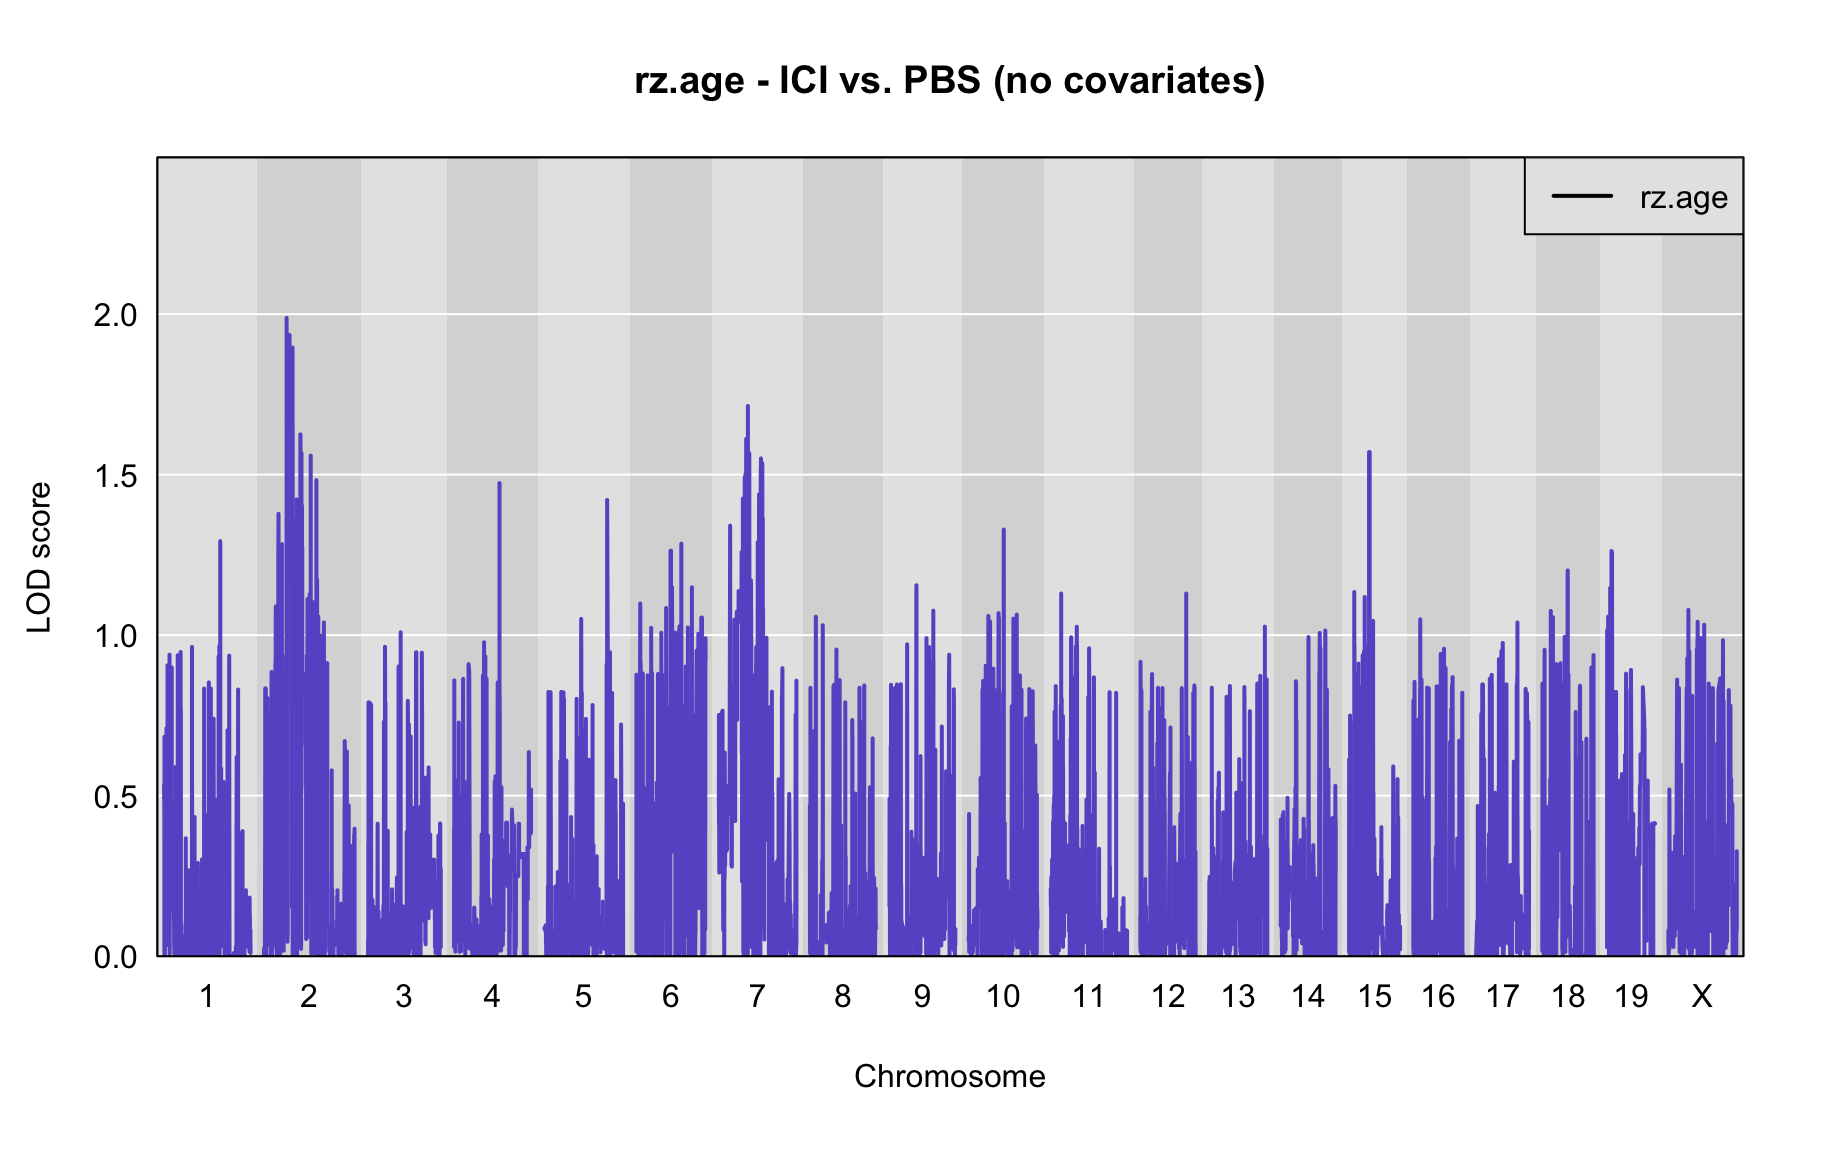 rz.age - ICI vs. PBS (no covariates)
rz.age
LOD score
2.0
1.5
1.0
0.5
0.0
1 2 3 4 5 6 7 8 9 10 11 12 13 14 15 16 17 18 19 X
Chromosome